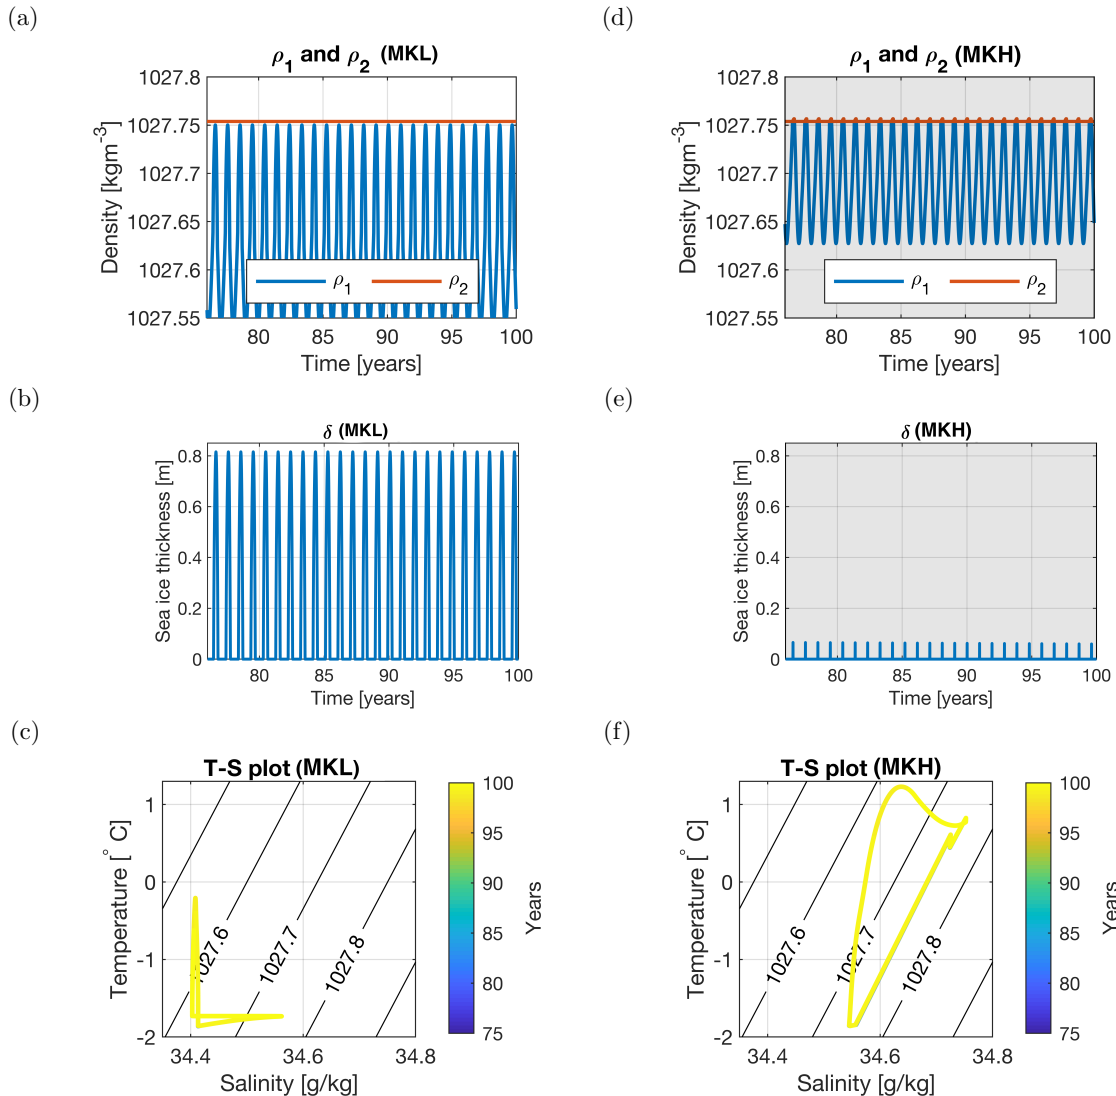 (a)
ρ1 and ρ2 (MKL)
Density [kgm-3]
1027.8
1027.75
1027.7
1027.65
1027.6
1027.55
ρ1
ρ2
80
85
90
95
100
Time [years]
(d)
ρ1 and ρ2 (MKH)
Density [kgm-3]
1027.8
1027.75
1027.7
1027.65
1027.6
1027.55
ρ1
ρ2
80
85
90
95
100
Time [years]
(b)
δ (MKL)
Sea ice thickness [m]
0.8
0.6
0.4
0.2
0
80
85
90
95
100
Time [years]
(e)
δ (MKH)
Sea ice thickness [m]
0.8
0.6
0.4
0.2
0
80
85
90
95
100
Time [years]
(c)
T-S plot (MKL)
Temperature [° C]
1
0
-1
-2
1027.6
1027.7
1027.8
34.4
34.6
34.8
Salinity [g/kg]
100
95
90
85
80
75
Years
(f)
T-S plot (MKH)
Temperature [° C]
1
0
-1
-2
1027.6
1027.7
1027.8
34.4
34.6
34.8
Salinity [g/kg]
100
95
90
85
80
75
Years